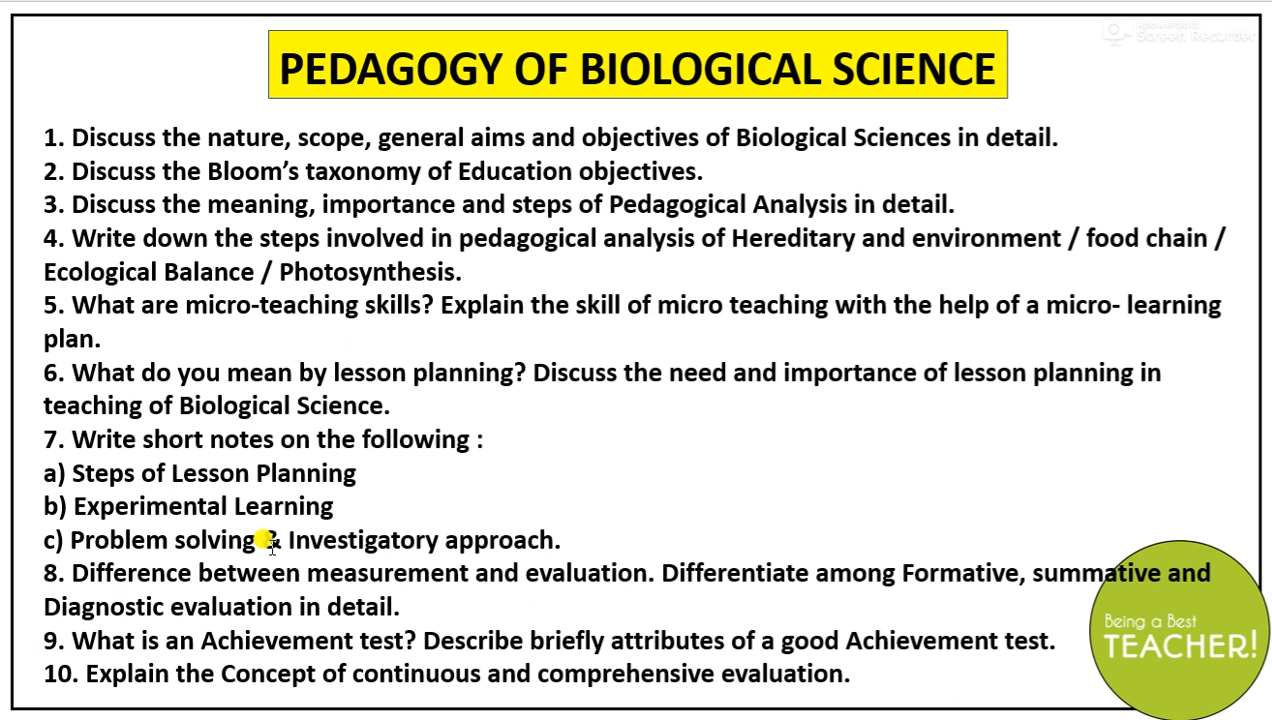 Apowersoft
Screen Recorder
PEDAGOGY OF BIOLOGICAL SCIENCE
1. Discuss the nature, scope, general aims and objectives of Biological Sciences in detail.
2. Discuss the Bloom’s taxonomy of Education objectives.
3. Discuss the meaning, importance and steps of Pedagogical Analysis in detail.
4. Write down the steps involved in pedagogical analysis of Hereditary and environment / food chain /
Ecological Balance / Photosynthesis.
5. What are micro-teaching skills? Explain the skill of micro teaching with the help of a micro- learning
plan.
6. What do you mean by lesson planning? Discuss the need and importance of lesson planning in
teaching of Biological Science.
7. Write short notes on the following :
a) Steps of Lesson Planning
b) Experimental Learning
c) Problem solving & Investigatory approach.
8. Difference between measurement and evaluation. Differentiate among Formative, summative and
Diagnostic evaluation in detail.
9. What is an Achievement test? Describe briefly attributes of a good Achievement test.
10. Explain the Concept of continuous and comprehensive evaluation.
Being a Best
TEACHER!